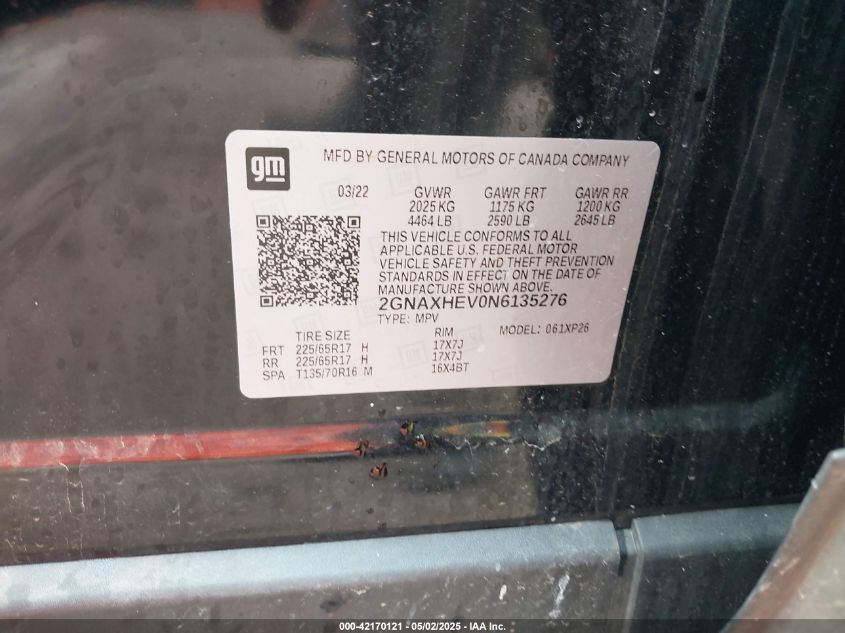 gm
MFD BY GENERAL MOTORS OF CANADA COMPANY
03/22 GVWR GAWR FRT GAWR RR
2025 KG 1175 KG 1200 KG
4464 LB 2590 LB 2645 LB
THIS VEHICLE CONFORMS TO ALL
APPLICABLE U.S. FEDERAL MOTOR
VEHICLE SAFETY AND THEFT PREVENTION
STANDARDS IN EFFECT ON THE DATE OF
MANUFACTURE SHOWN ABOVE.
2GNAXHEV0N6135276
TYPE: MPV MODEL: 061XP26
TIRE SIZE RIM
FRT 225/65R17 H 17X7J
RR 225/65R17 H 17X7J
SPA T135/70R16 M 16X4BT
000-42170121 - 05/02/2025 - IAA Inc.